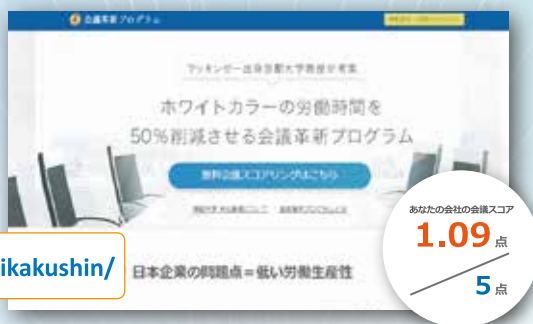 会議革新プログラム
マッキンゼー出身京都大学教授が考案
ホワイトカラーの労働時間を
50%削減させる会議革新プログラム
無料会議スコアリングはこちら
日本企業の問題点=低い労働生産性
ikakushin/
あなたの会社の会議スコア
1.09点
5点